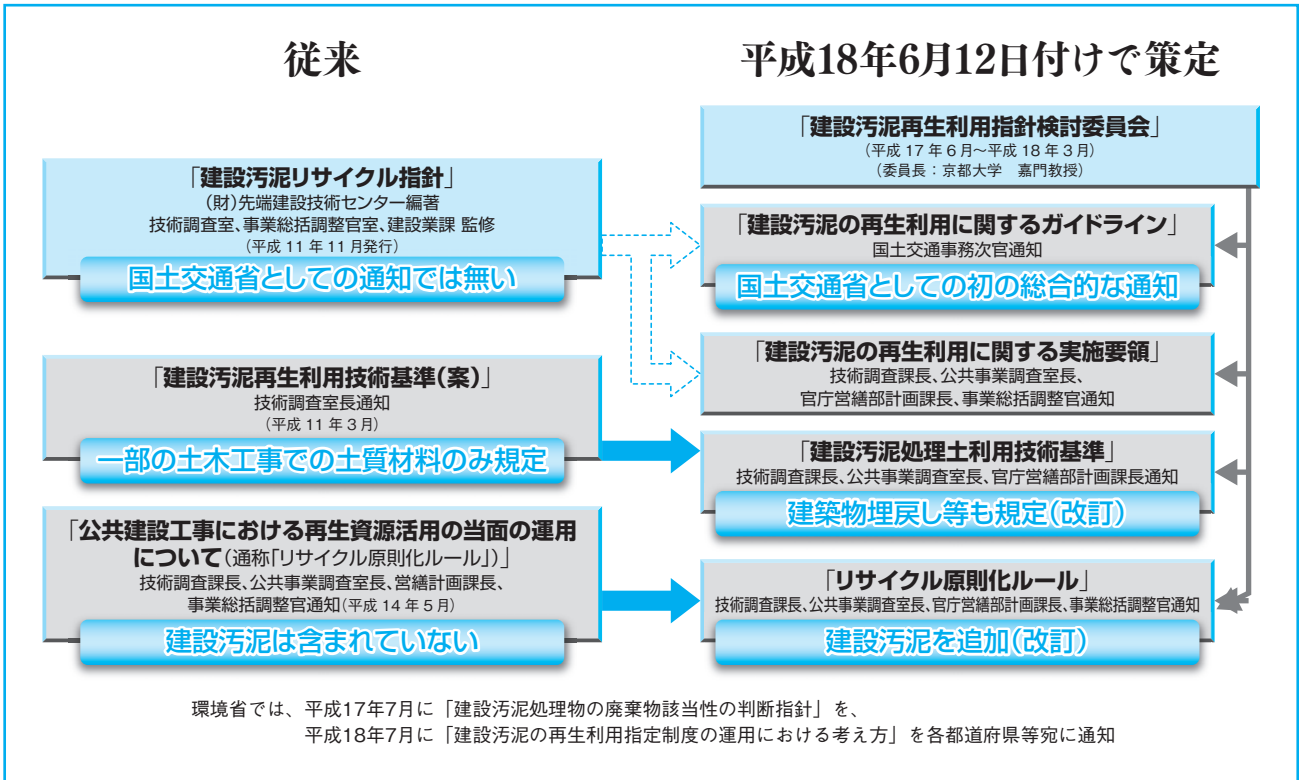 従来
「建設汚泥リサイクル指針」
(財)先端建設技術センター編著
技術調査室、事業総括調整官室、建設業課 監修
(平成 11 年 11 月発行)
国土交通省としての通知では無い
「建設汚泥再生利用技術基準(案)」
技術調査室長通知
(平成 11 年 3 月)
一部の土木工事での土質材料のみ規定
「公共建設工事における再生資源活用の当面の運用
について(通称「リサイクル原則化ルール」)」
技術調査課長、公共事業調査室長、営繕計画課長、
事業総括調整官通知(平成 14 年 5 月)
建設汚泥は含まれていない
平成18年6月12日付けで策定
「建設汚泥再生利用指針検討委員会」
(平成 17 年 6 月〜平成 18 年 3 月)
(委員長：京都大学　嘉門教授)
「建設汚泥の再生利用に関するガイドライン」
国土交通事務次官通知
国土交通省としての初の総合的な通知
「建設汚泥の再生利用に関する実施要領」
技術調査課長、公共事業調査室長、
官庁営繕部計画課長、事業総括調整官通知
「建設汚泥処理土利用技術基準」
技術調査課長、公共事業調査室長、官庁営繕部計画課長通知
建築物埋戻し等も規定(改訂)
「リサイクル原則化ルール」
技術調査課長、公共事業調査室長、官庁営繕部計画課長、事業総括調整官通知
建設汚泥を追加(改訂)
環境省では、平成17年7月に「建設汚泥処理物の廃棄物該当性の判断指針」を、
平成18年7月に「建設汚泥の再生利用指定制度の運用における考え方」を各都道府県等宛に通知